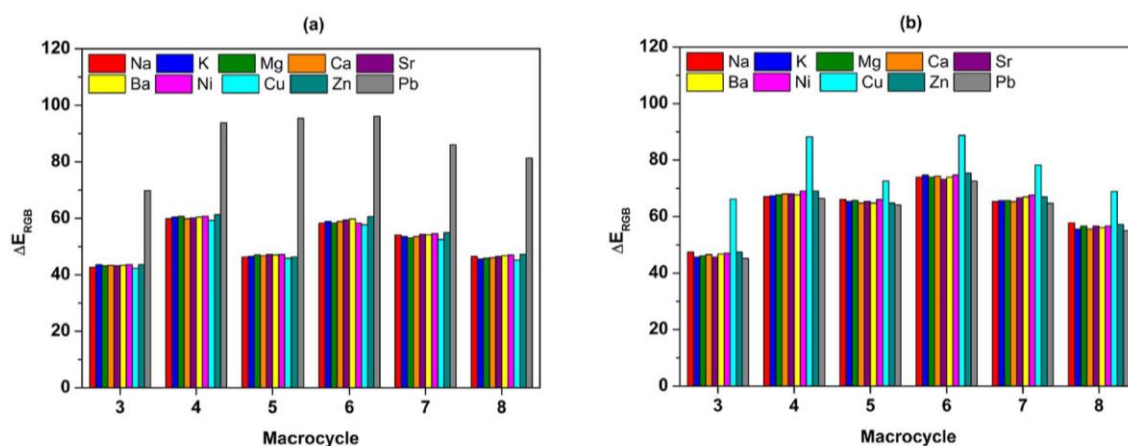 (a)
120
100
80
60
40
20
0
ΔE_RGB
Na K Mg Ca Sr
Ba Ni Cu Zn Pb
3 4 5 6 7 8
Macrocycle
(b)
120
100
80
60
40
20
0
ΔE_RGB
Na K Mg Ca Sr
Ba Ni Cu Zn Pb
3 4 5 6 7 8
Macrocycle